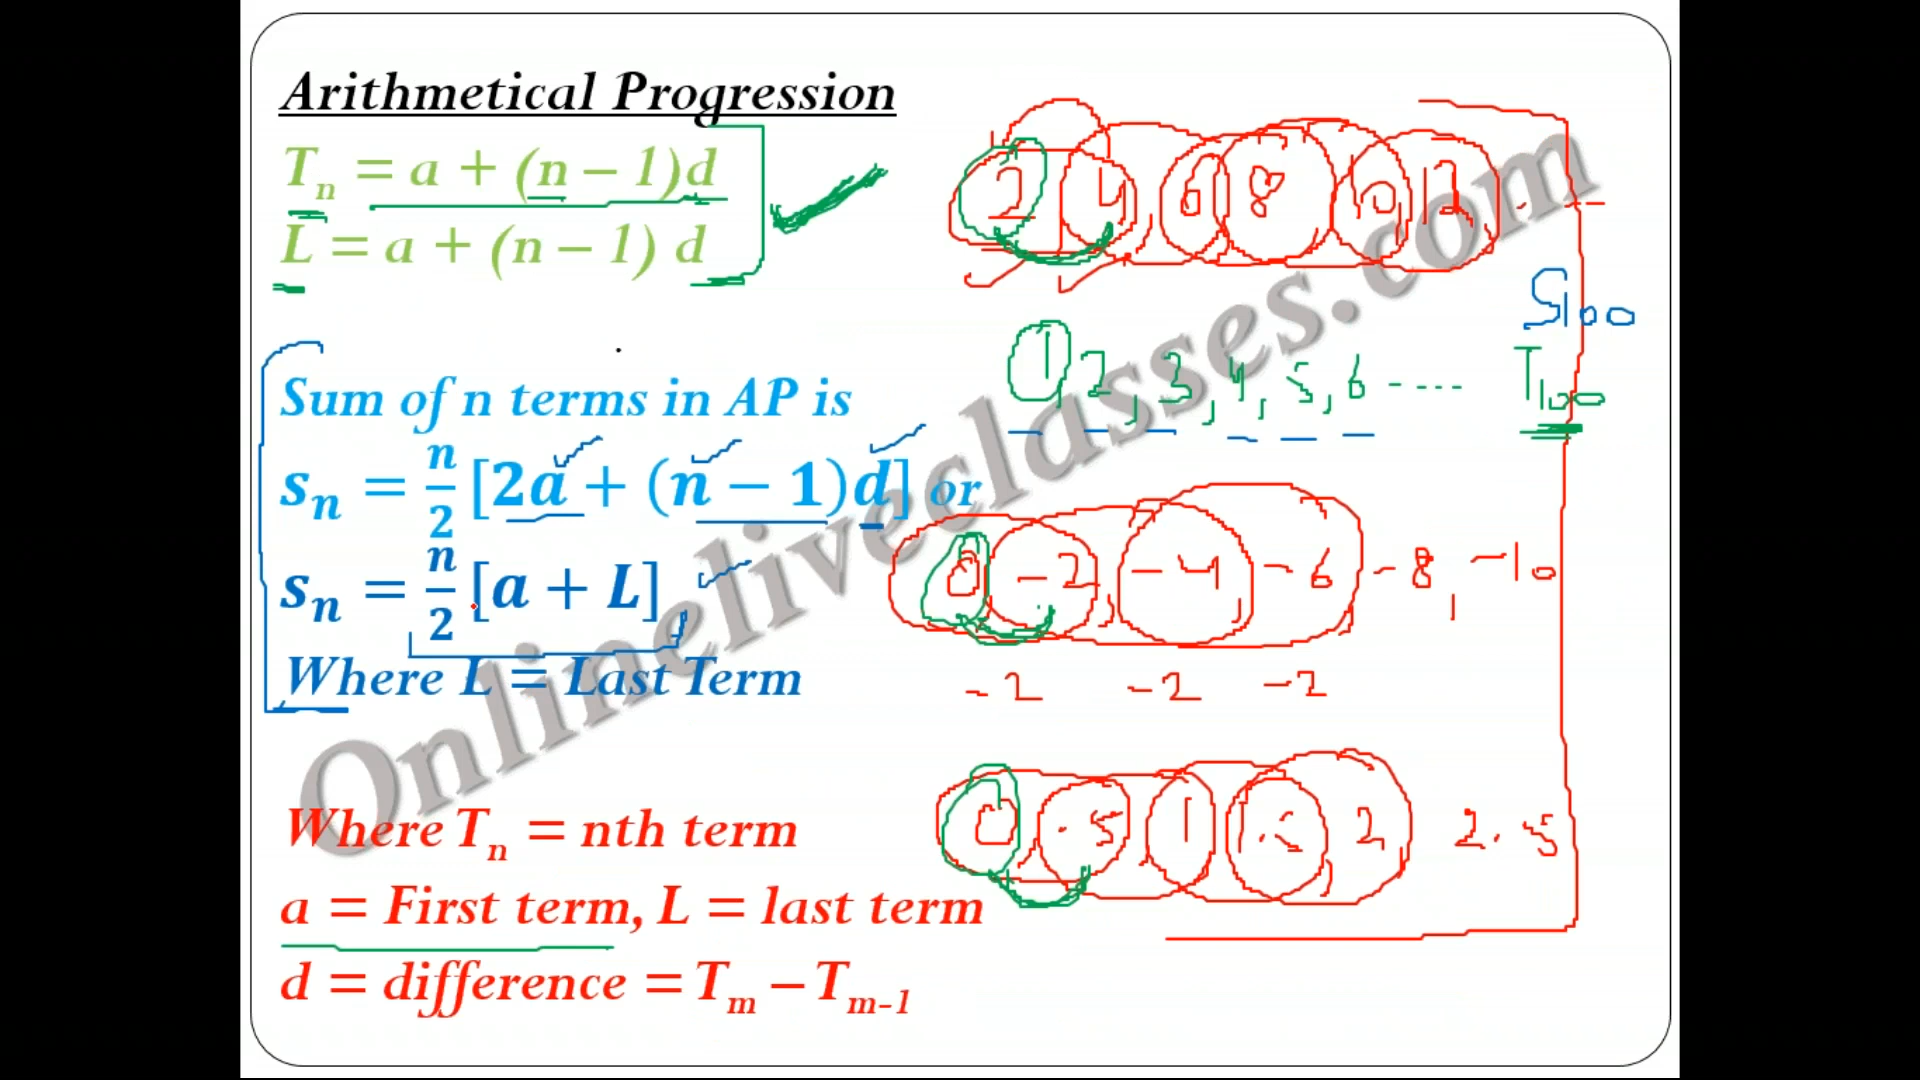 Arithmetical Progression
Tₙ = a + (n – 1)d
L = a + (n – 1) d
Sum of n terms in AP is
sₙ = n/2 [2a + (n – 1)d] or
sₙ = n/2 [a + L]
Where L = Last Term
Where Tₙ = nth term
a = First term, L = last term
d = difference = Tₘ – Tₘ₋₁
2 4 6 8 10 12 - - -
S100
1, 2, 3, 4, 5, 6 - - - - T100
0 -2 -4 -6 -8, -10
-2 -2 -2
0 .5 1 2 2.5
Onlineliveclasses.com